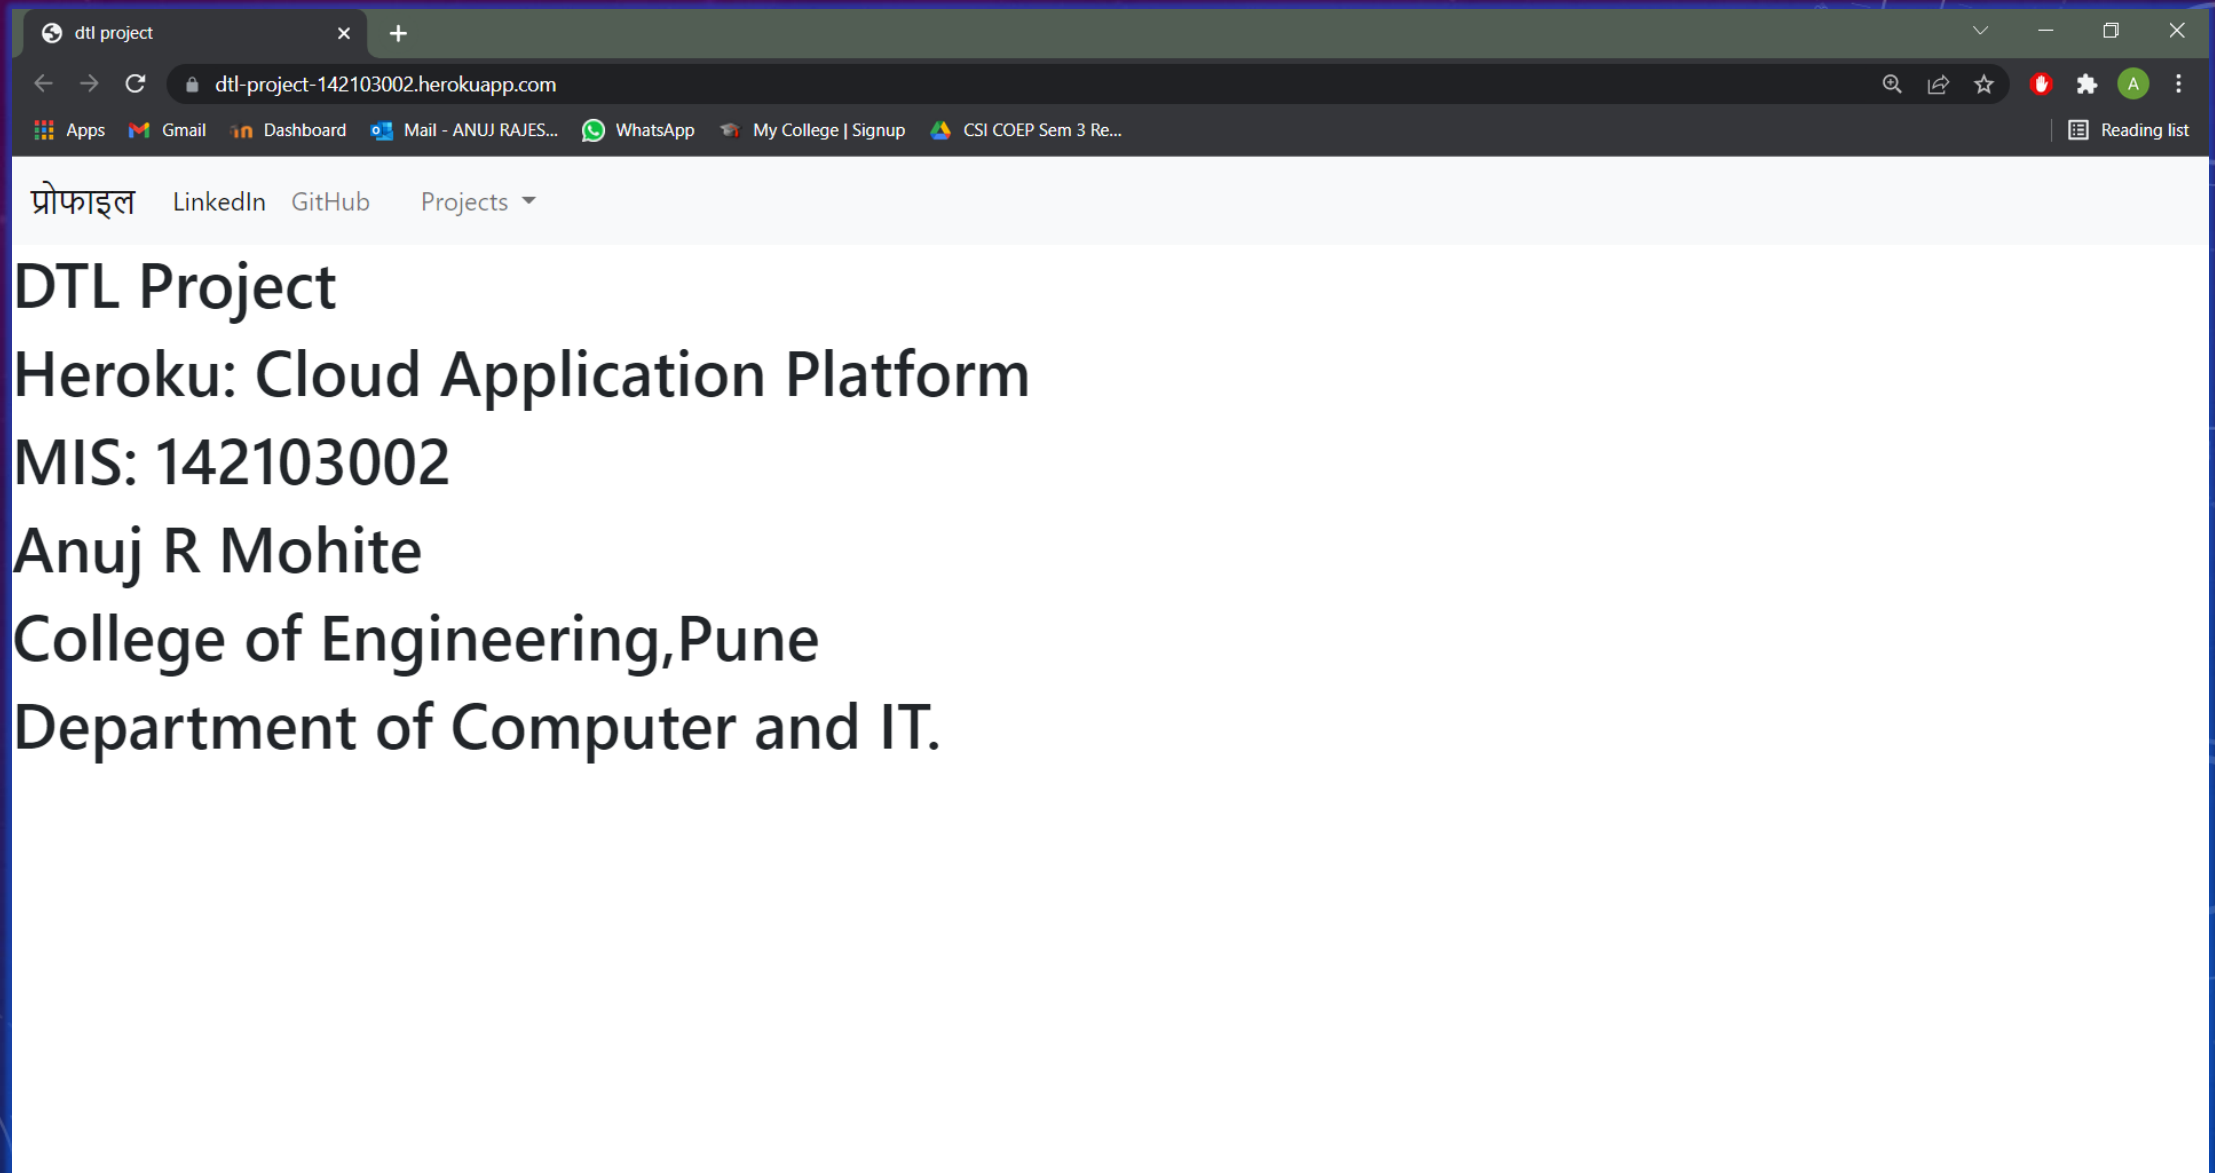 dtl project
dtl-project-142103002.herokuapp.com
A
Apps Gmail Dashboard Mail - ANUJ RAJES... WhatsApp My College | Signup CSI COEP Sem 3 Re... Reading list
प्रोफाइल LinkedIn GitHub Projects
DTL Project
Heroku: Cloud Application Platform
MIS: 142103002
Anuj R Mohite
College of Engineering,Pune
Department of Computer and IT.